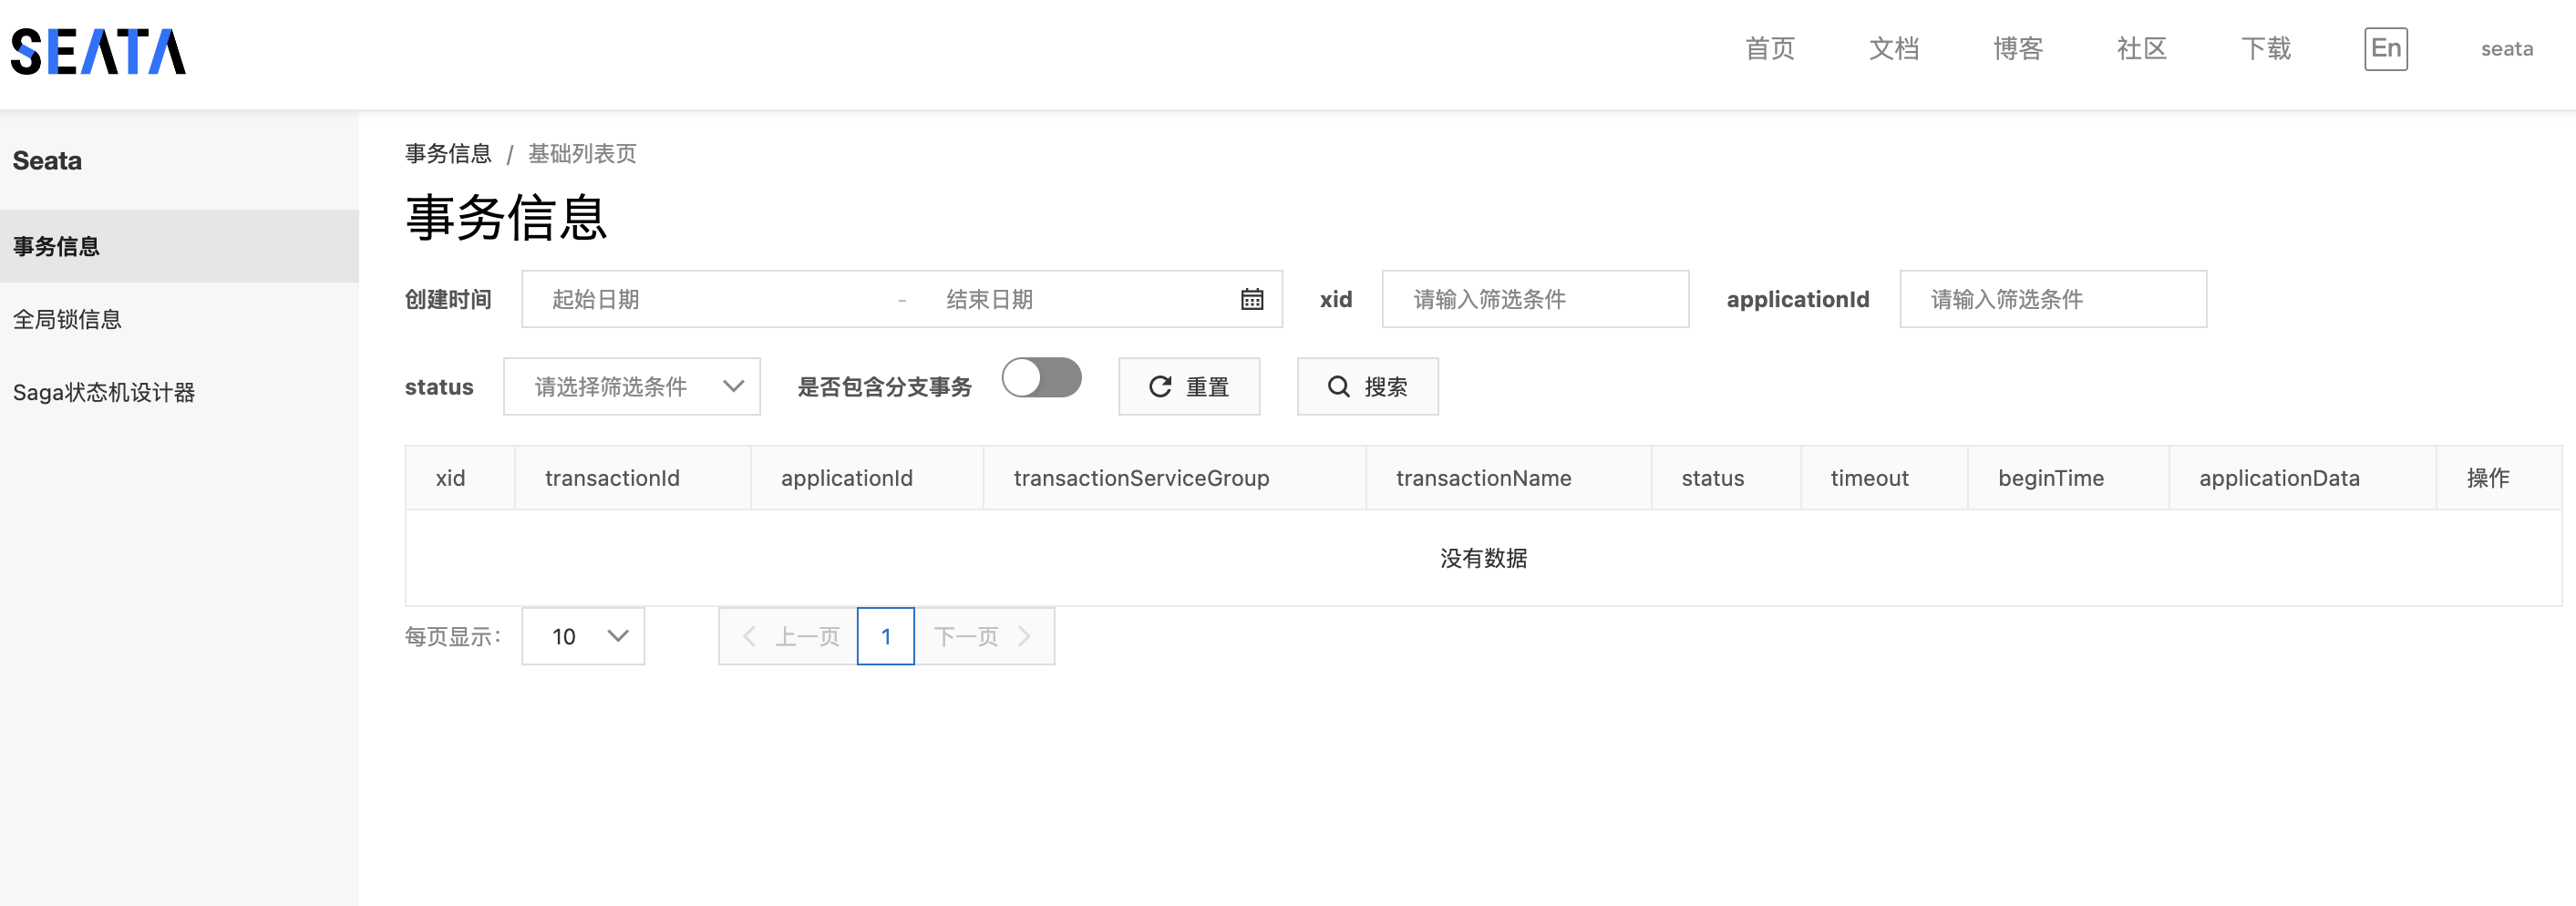 SEATA
首页 文档 博客 社区 下载 En seata
Seata
事务信息
全局锁信息
Saga状态机设计器
事务信息 / 基础列表页
事务信息
创建时间 起始日期 - 结束日期 xid 请输入筛选条件 applicationId 请输入筛选条件
status 请选择筛选条件 是否包含分支事务 重置 搜索
xid transactionId applicationId transactionServiceGroup transactionName status timeout beginTime applicationData 操作
没有数据
每页显示: 10 上一页 1 下一页